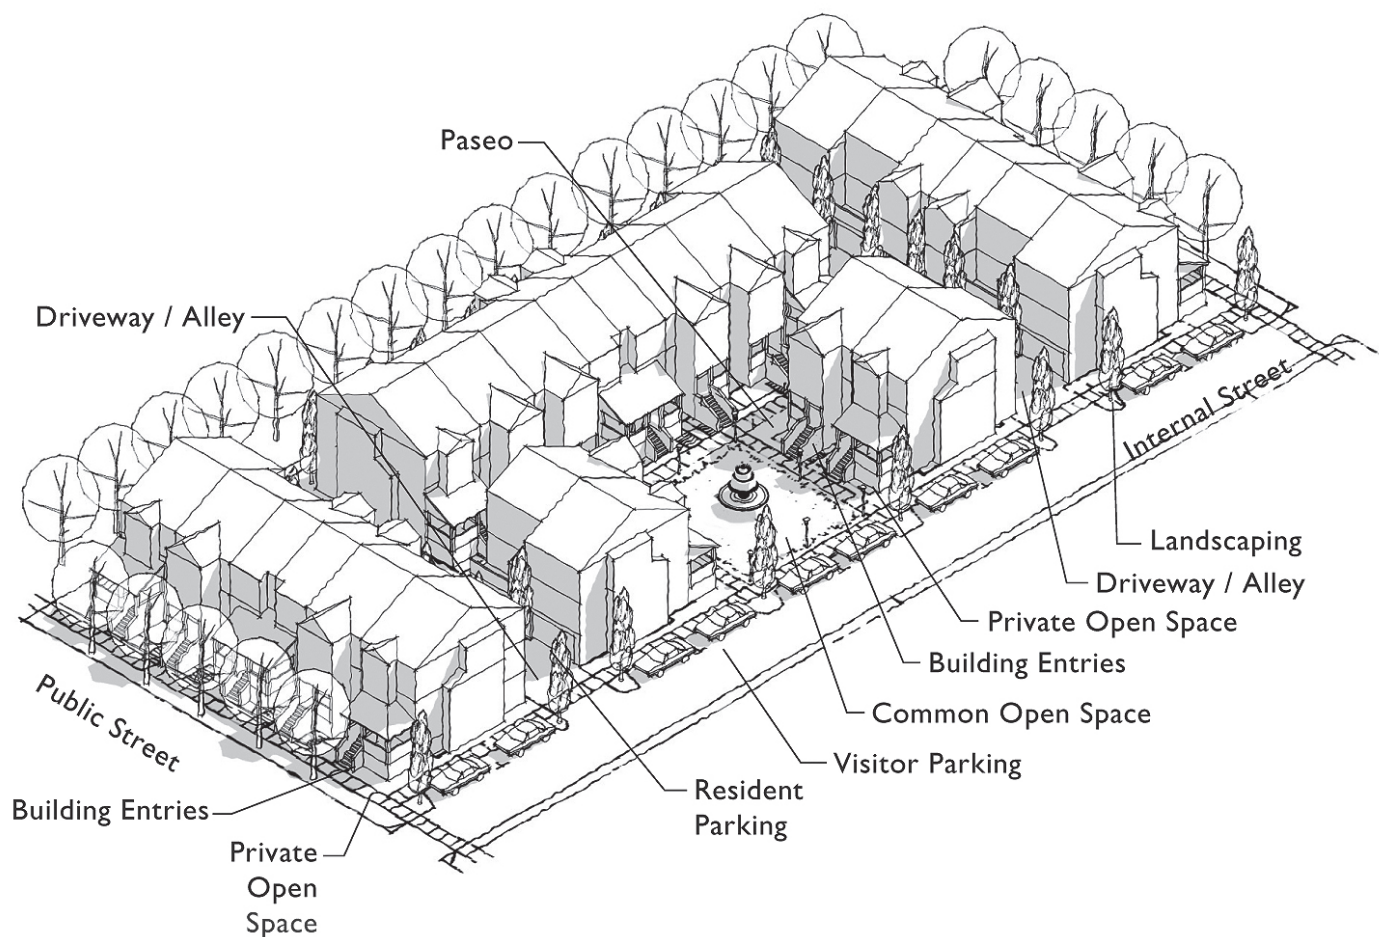 Paseo
Driveway / Alley
Internal Street
Landscaping
Driveway / Alley
Private Open Space
Building Entries
Common Open Space
Visitor Parking
Resident
Parking
Public Street
Building Entries
Private
Open
Space